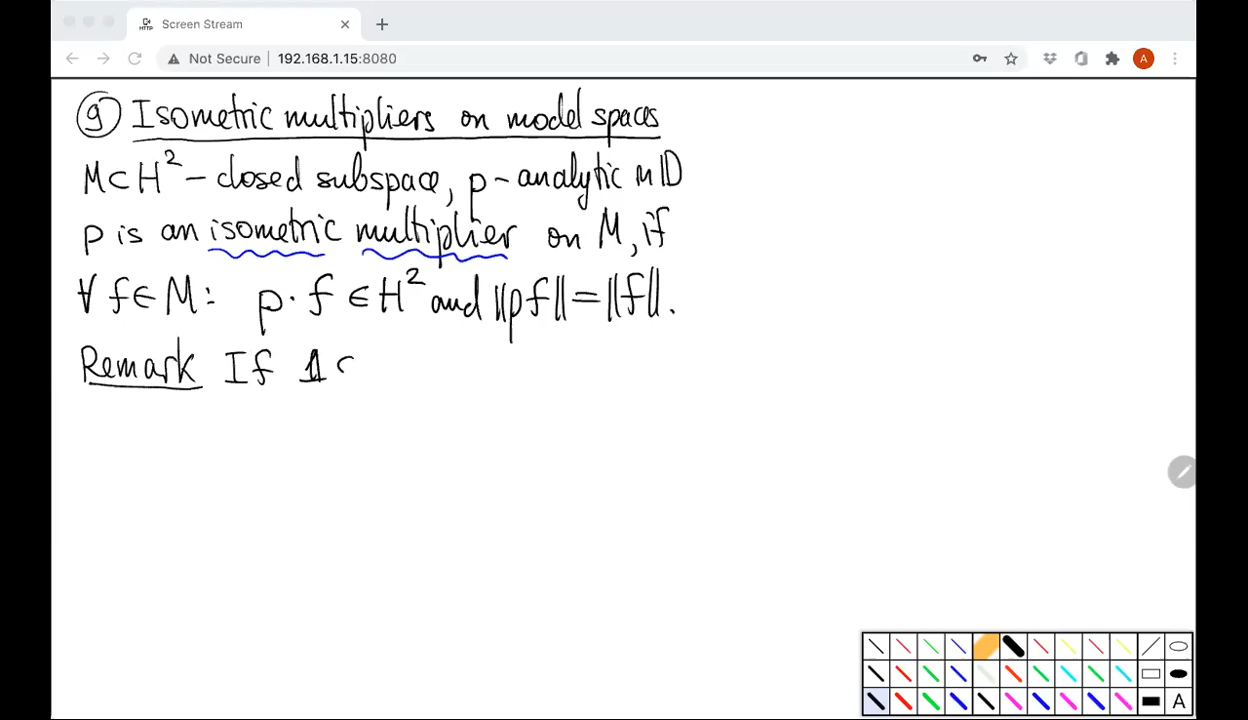 Screen Stream
Not Secure | 192.168.1.15:8080
A
⑨ Isometric multipliers on model spaces
M⊂H² - closed subspace, p - analytic in 𝔻
p is an isometric multiplier on M, if
∀ f∈M: p·f ∈H² and ||pf||=||f||.
Remark If 1
A